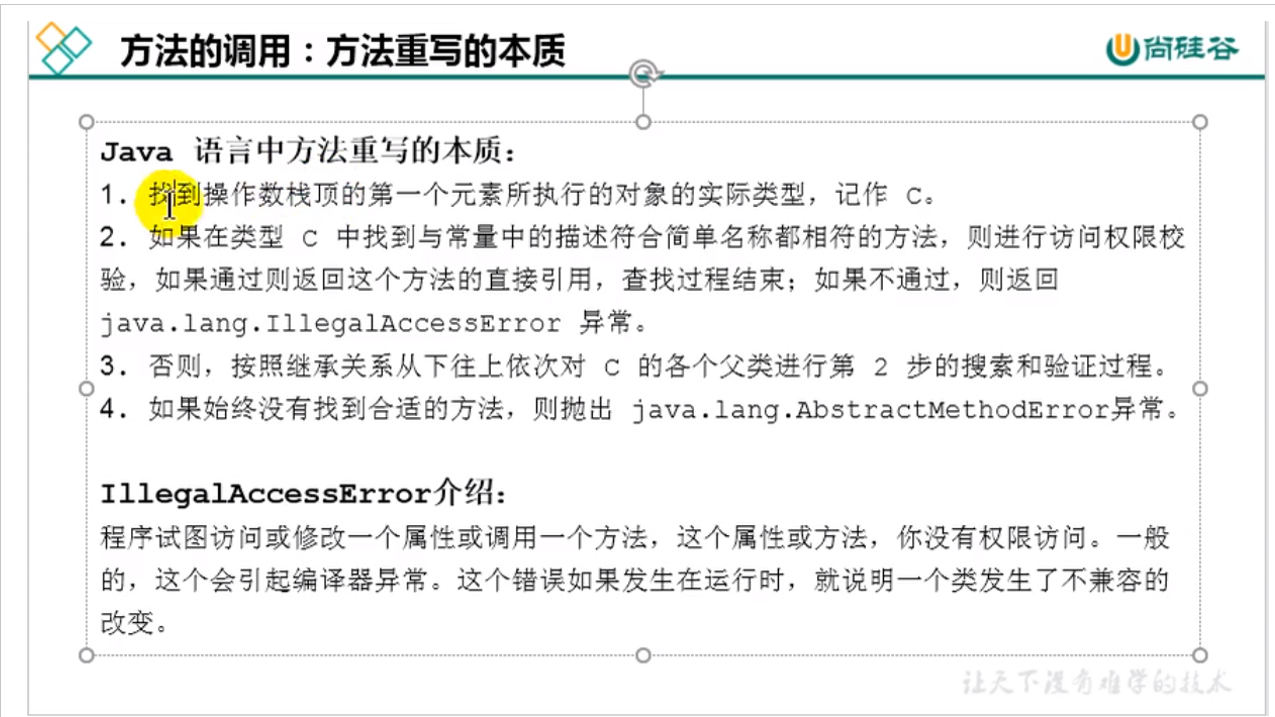 方法的调用：方法重写的本质
尚硅谷
Java 语言中方法重写的本质：
1. 找到操作数栈顶的第一个元素所执行的对象的实际类型，记作 C。
2. 如果在类型 C 中找到与常量中的描述符合简单名称都相符的方法，则进行访问权限校
验，如果通过则返回这个方法的直接引用，查找过程结束；如果不通过，则返回
java.lang.IllegalAccessError 异常。
3. 否则，按照继承关系从下往上依次对 C 的各个父类进行第 2 步的搜索和验证过程。
4. 如果始终没有找到合适的方法，则抛出 java.lang.AbstractMethodError异常。
IllegalAccessError介绍：
程序试图访问或修改一个属性或调用一个方法，这个属性或方法，你没有权限访问。一般
的，这个会引起编译器异常。这个错误如果发生在运行时，就说明一个类发生了不兼容的
改变。
让天下没有难学的技术